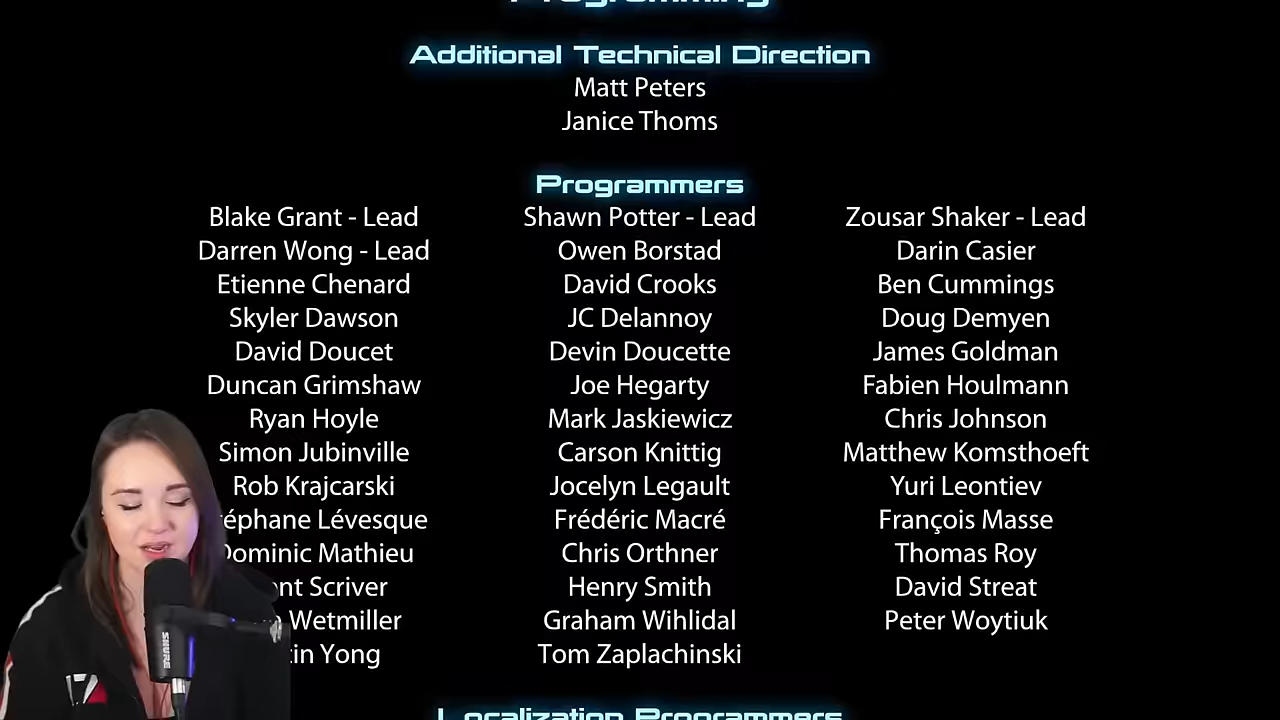 Programming
Additional Technical Direction
Matt Peters
Janice Thoms
Programmers
Blake Grant - Lead
Darren Wong - Lead
Etienne Chenard
Skyler Dawson
David Doucet
Duncan Grimshaw
Ryan Hoyle
Simon Jubinville
Rob Krajcarski
Lévesque
Mathieu
Scriver
Wetmiller
Yong
Shawn Potter - Lead
Owen Borstad
David Crooks
JC Delannoy
Devin Doucette
Joe Hegarty
Mark Jaskiewicz
Carson Knittig
Jocelyn Legault
Frédéric Macré
Chris Orthner
Henry Smith
Graham Wihlidal
Tom Zaplachinski
Zousar Shaker - Lead
Darin Casier
Ben Cummings
Doug Demyen
James Goldman
Fabien Houlmann
Chris Johnson
Matthew Komsthoeft
Yuri Leontiev
François Masse
Thomas Roy
David Streat
Peter Woytiuk
Localization Programmers
SHURE